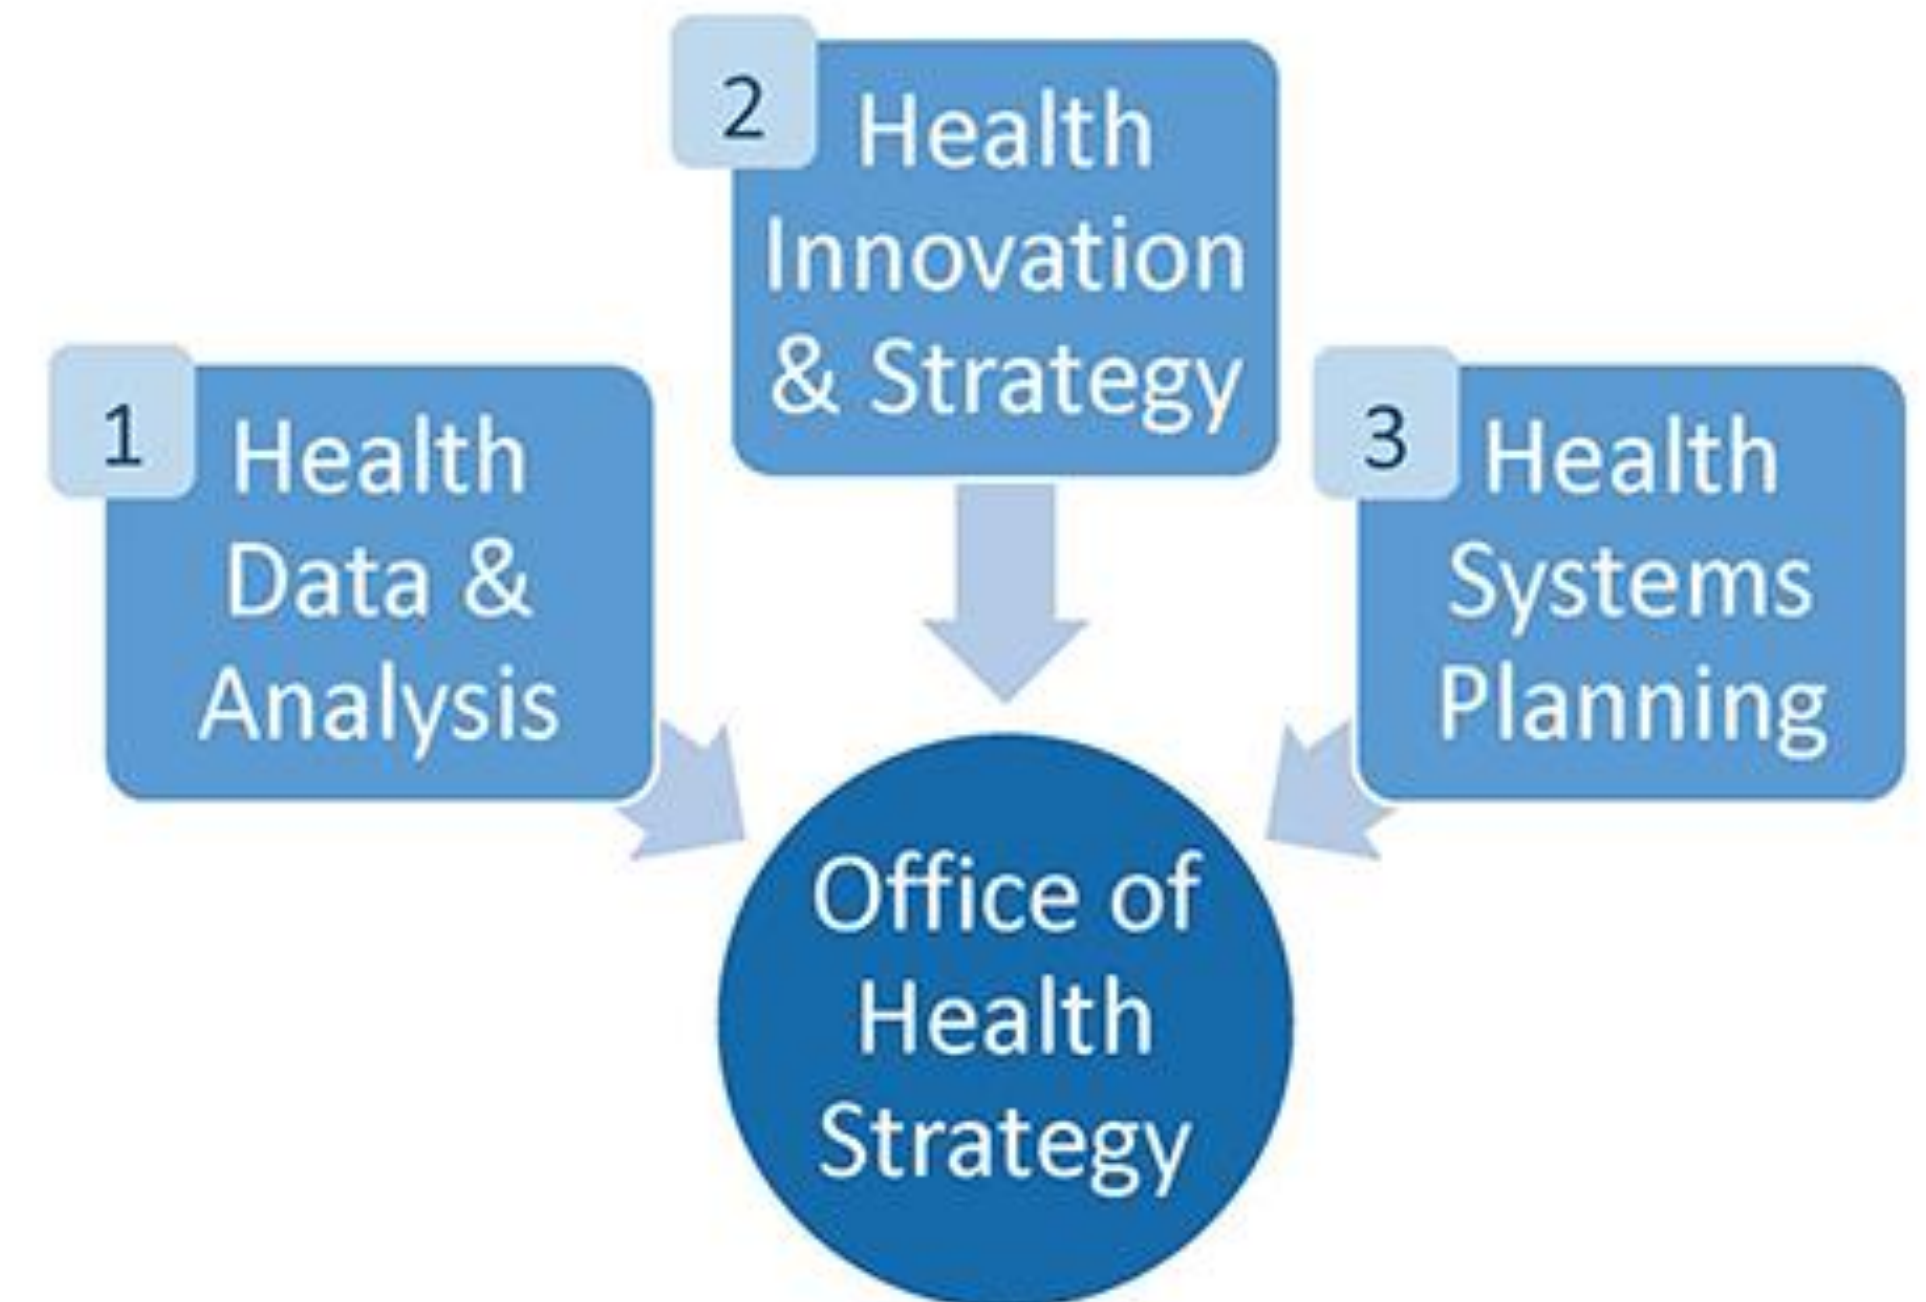 1
Health
Data &
Analysis
2
Health
Innovation
& Strategy
3
Health
Systems
Planning
Office of
Health
Strategy